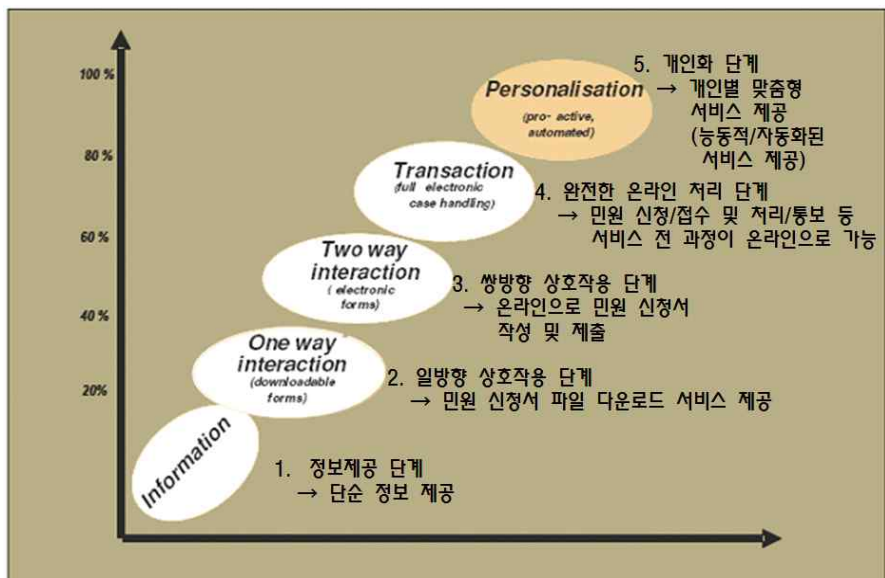 100 %
80 %
60 %
40 %
20%
Personalisation
(pro- active,
automated)
5. 개인화 단계
→ 개인별 맞춤형
서비스 제공
(능동적/자동화된
서비스 제공)
Transaction
(full electronic
case handling)
4. 완전한 온라인 처리 단계
→ 민원 신청/접수 및 처리/통보 등
서비스 전 과정이 온라인으로 가능
Two way
interaction
( electronic
forms)
3. 쌍방향 상호작용 단계
→ 온라인으로 민원 신청서
작성 및 제출
One way
interaction
(downloadable
forms)
2. 일방향 상호작용 단계
→ 민원 신청서 파일 다운로드 서비스 제공
Information
1. 정보제공 단계
→ 단순 정보 제공